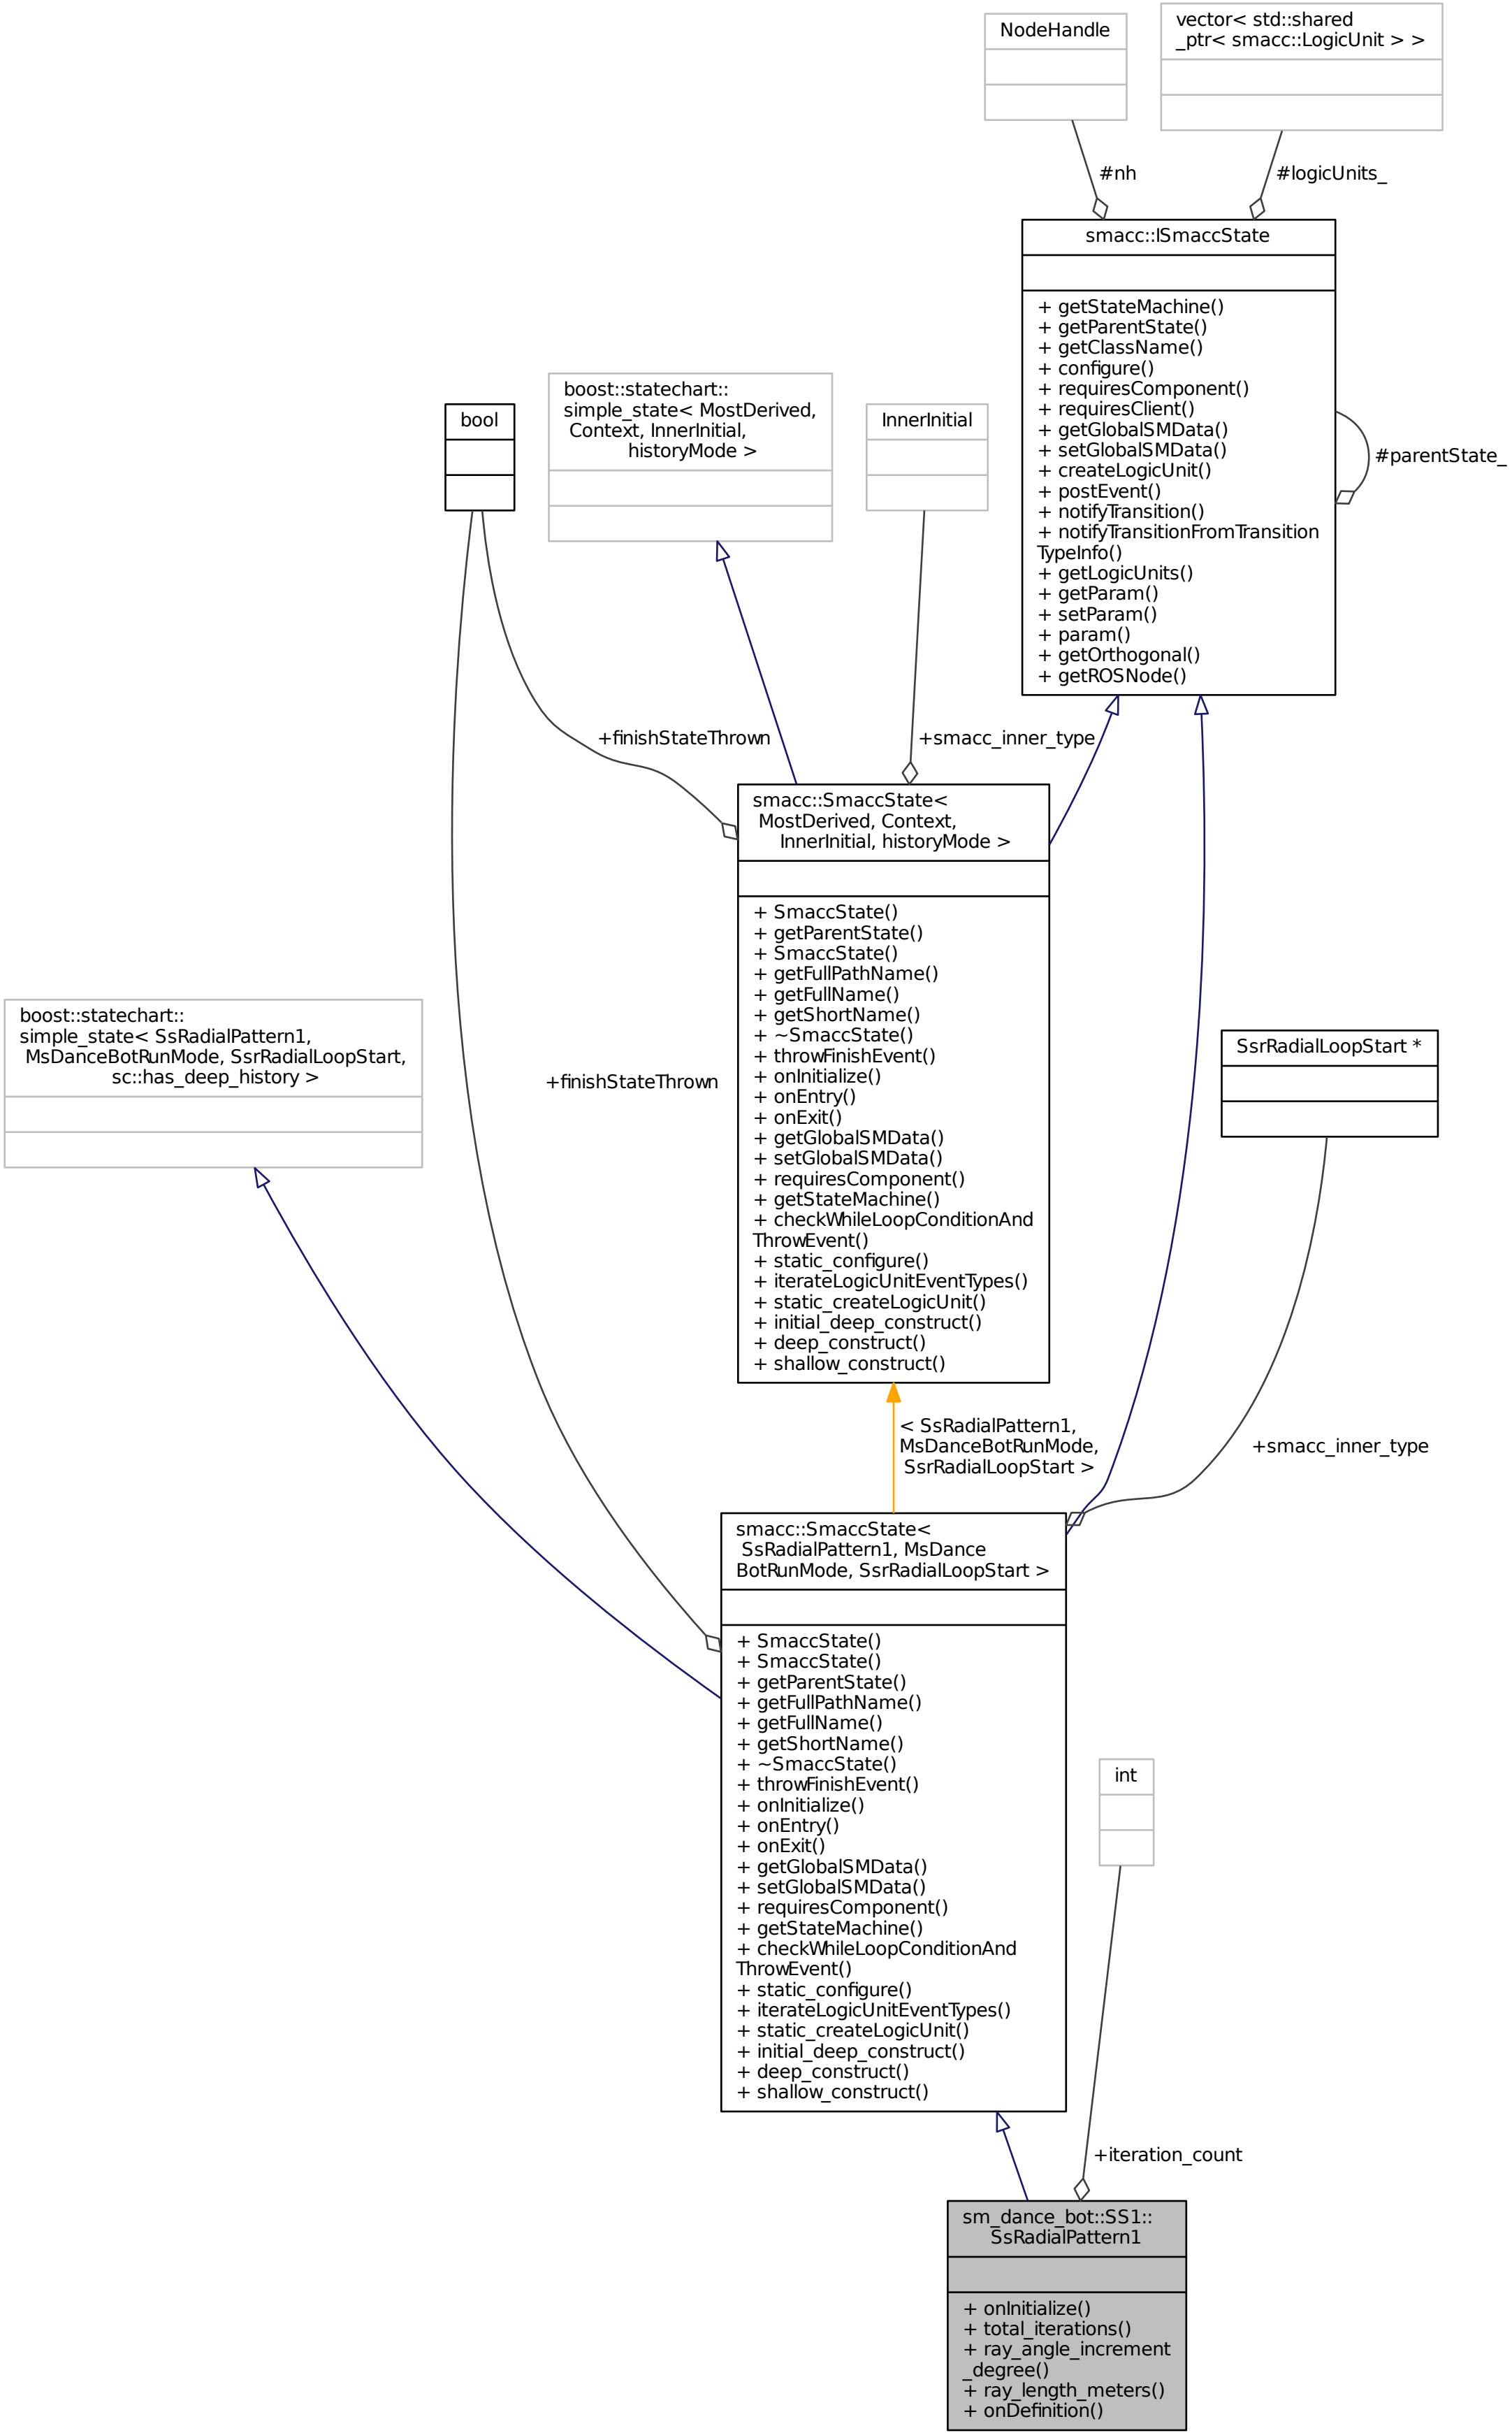 NodeHandle
vector< std::shared
_ptr< smacc::LogicUnit > >
#nh
#logicUnits_
smacc::ISmaccState
+ getStateMachine()
+ getParentState()
+ getClassName()
+ configure()
+ requiresComponent()
+ requiresClient()
+ getGlobalSMData()
+ setGlobalSMData()
+ createLogicUnit()
+ postEvent()
+ notifyTransition()
+ notifyTransitionFromTransition
TypeInfo()
+ getLogicUnits()
+ getParam()
+ setParam()
+ param()
+ getOrthogonal()
+ getROSNode()
#parentState_
bool
boost::statechart::
simple_state< MostDerived,
Context, InnerInitial,
historyMode >
InnerInitial
+finishStateThrown
+smacc_inner_type
smacc::SmaccState<
MostDerived, Context,
InnerInitial, historyMode >
+ SmaccState()
+ getParentState()
+ SmaccState()
+ getFullPathName()
+ getFullName()
+ getShortName()
+ ~SmaccState()
+ throwFinishEvent()
+ onInitialize()
+ onEntry()
+ onExit()
+ getGlobalSMData()
+ setGlobalSMData()
+ requiresComponent()
+ getStateMachine()
+ checkWhileLoopConditionAnd
ThrowEvent()
+ static_configure()
+ iterateLogicUnitEventTypes()
+ static_createLogicUnit()
+ initial_deep_construct()
+ deep_construct()
+ shallow_construct()
boost::statechart::
simple_state< SsRadialPattern1,
MsDanceBotRunMode, SsrRadialLoopStart,
sc::has_deep_history >
+finishStateThrown
SsrRadialLoopStart *
< SsRadialPattern1,
MsDanceBotRunMode,
SsrRadialLoopStart >
+smacc_inner_type
smacc::SmaccState<
SsRadialPattern1, MsDance
BotRunMode, SsrRadialLoopStart >
+ SmaccState()
+ SmaccState()
+ getParentState()
+ getFullPathName()
+ getFullName()
+ getShortName()
+ ~SmaccState()
+ throwFinishEvent()
+ onInitialize()
+ onEntry()
+ onExit()
+ getGlobalSMData()
+ setGlobalSMData()
+ requiresComponent()
+ getStateMachine()
+ checkWhileLoopConditionAnd
ThrowEvent()
+ static_configure()
+ iterateLogicUnitEventTypes()
+ static_createLogicUnit()
+ initial_deep_construct()
+ deep_construct()
+ shallow_construct()
int
+iteration_count
sm_dance_bot::SS1::
SsRadialPattern1
+ onInitialize()
+ total_iterations()
+ ray_angle_increment
_degree()
+ ray_length_meters()
+ onDefinition()